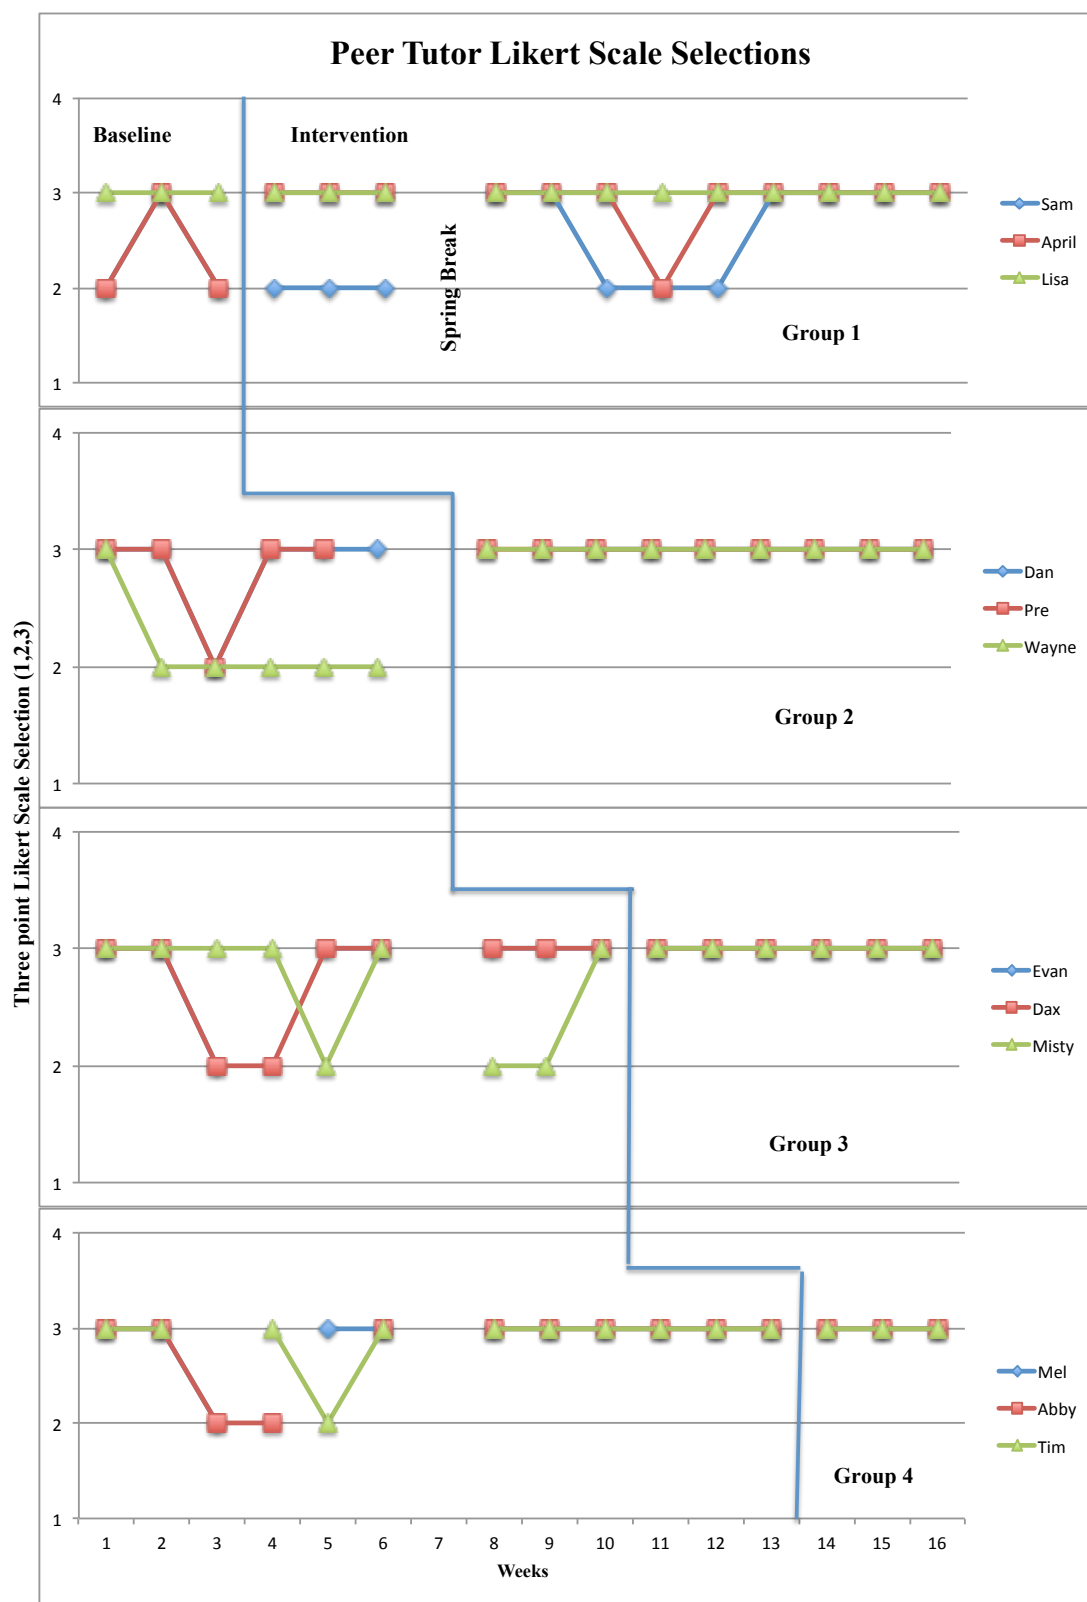 Peer Tutor Likert Scale Selections
4
Baseline
Intervention
3
2
1
Spring Break
Group 1
Sam
April
Lisa
4
3
2
1
Group 2
Dan
Pre
Wayne
Three point Likert Scale Selection (1,2,3)
4
3
2
1
Group 3
Evan
Dax
Misty
4
3
2
1
Group 4
Mel
Abby
Tim
1 2 3 4 5 6 7 8 9 10 11 12 13 14 15 16
Weeks